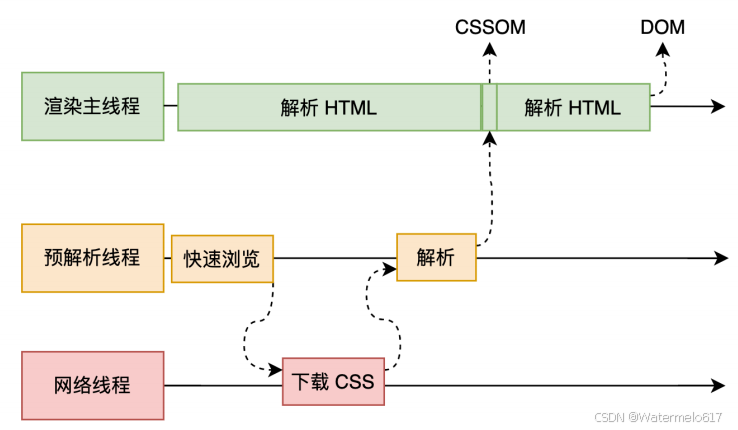 CSSOM DOM
渲染主线程 解析 HTML 解析 HTML
预解析线程 快速浏览 解析
网络线程 下载 CSS
CSDN @Watermelo617